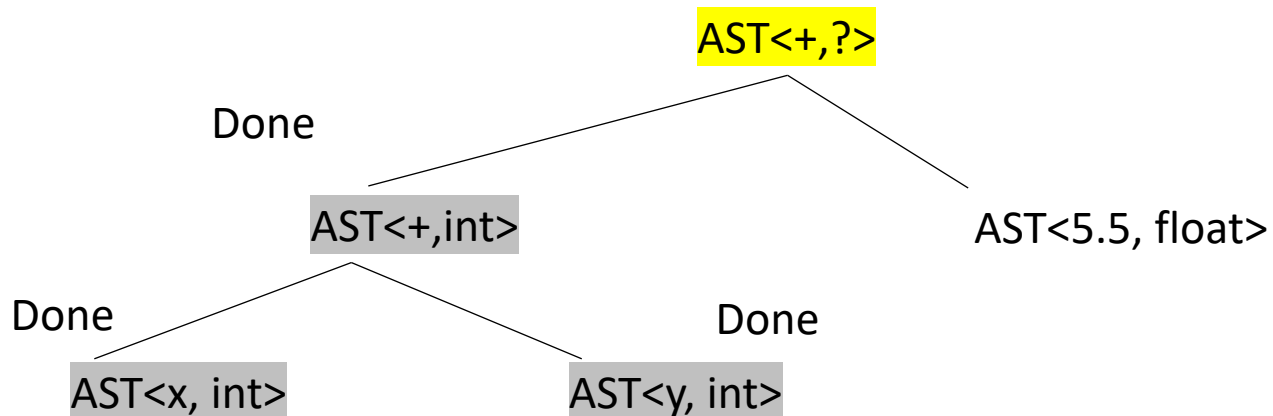 AST<+,?>
Done
AST<+,int>
AST<5.5, float>
Done
Done
AST<x, int>
AST<y, int>